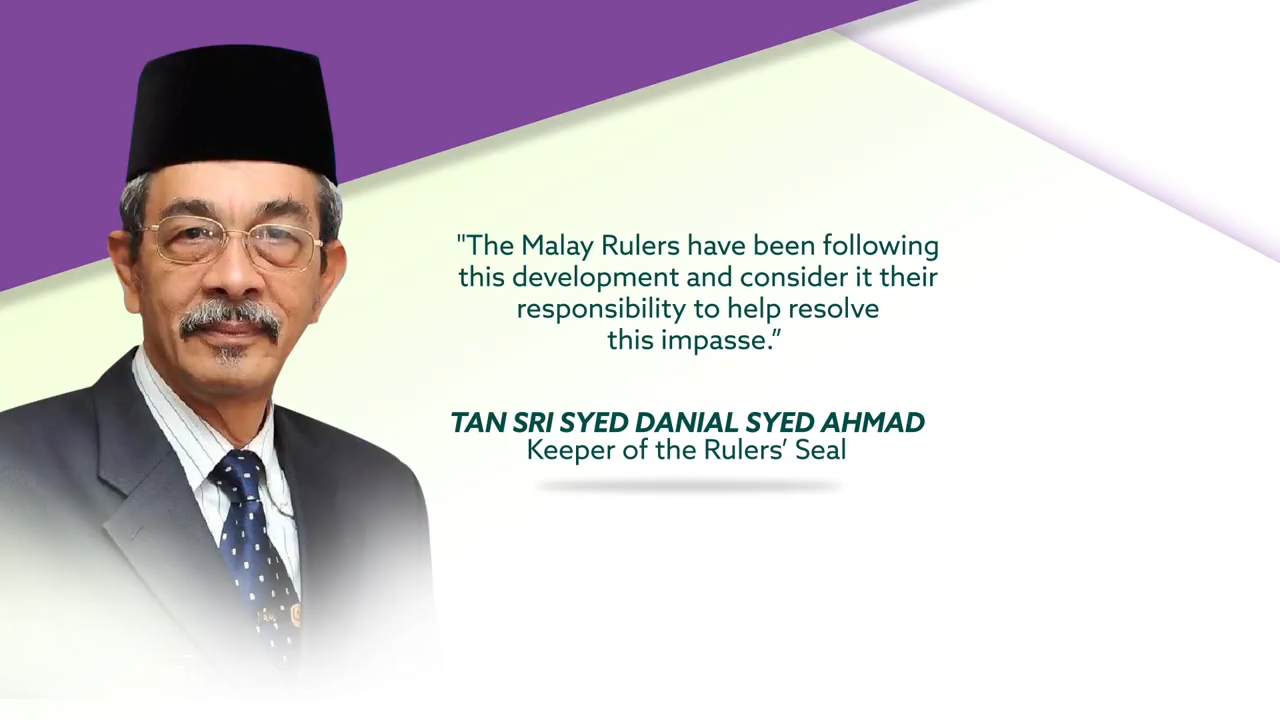 "The Malay Rulers have been following
this development and consider it their
responsibility to help resolve
this impasse.”
TAN SRI SYED DANIAL SYED AHMAD
Keeper of the Rulers’ Seal